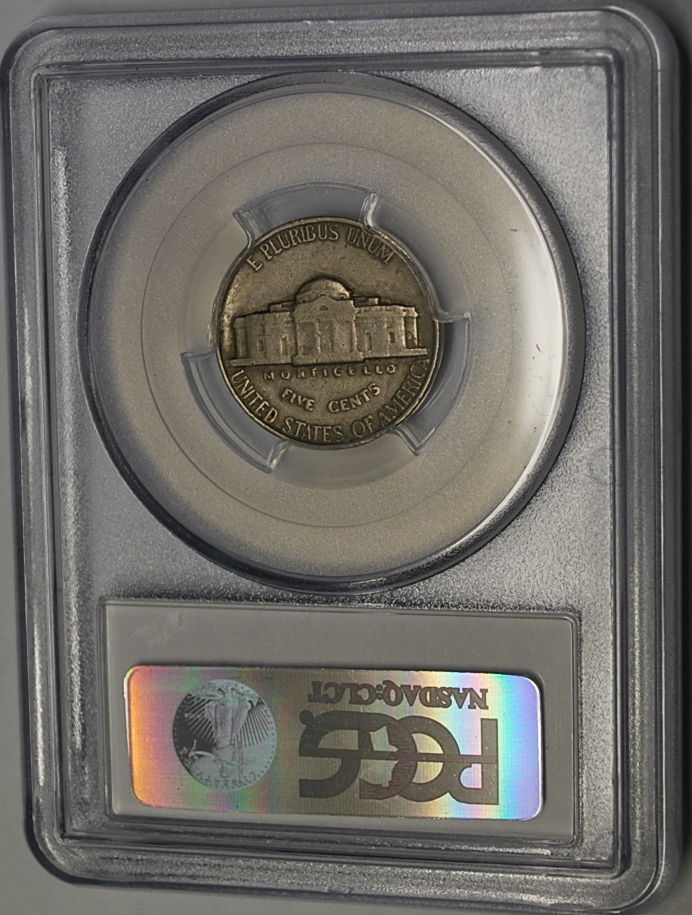 E PLURIBUS UNUM
MONTICELLO
FIVE CENTS
UNITED STATES OF AMERICA
PCGS
NASDAQ:CLCT